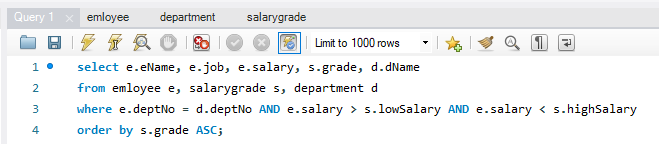 Query 1 emloyee department salarygrade
Limit to 1000 rows
1 select e.eName, e.job, e.salary, s.grade, d.dName
2 from emloyee e, salarygrade s, department d
3 where e.deptNo = d.deptNo AND e.salary > s.lowSalary AND e.salary < s.highSalary
4 order by s.grade ASC;